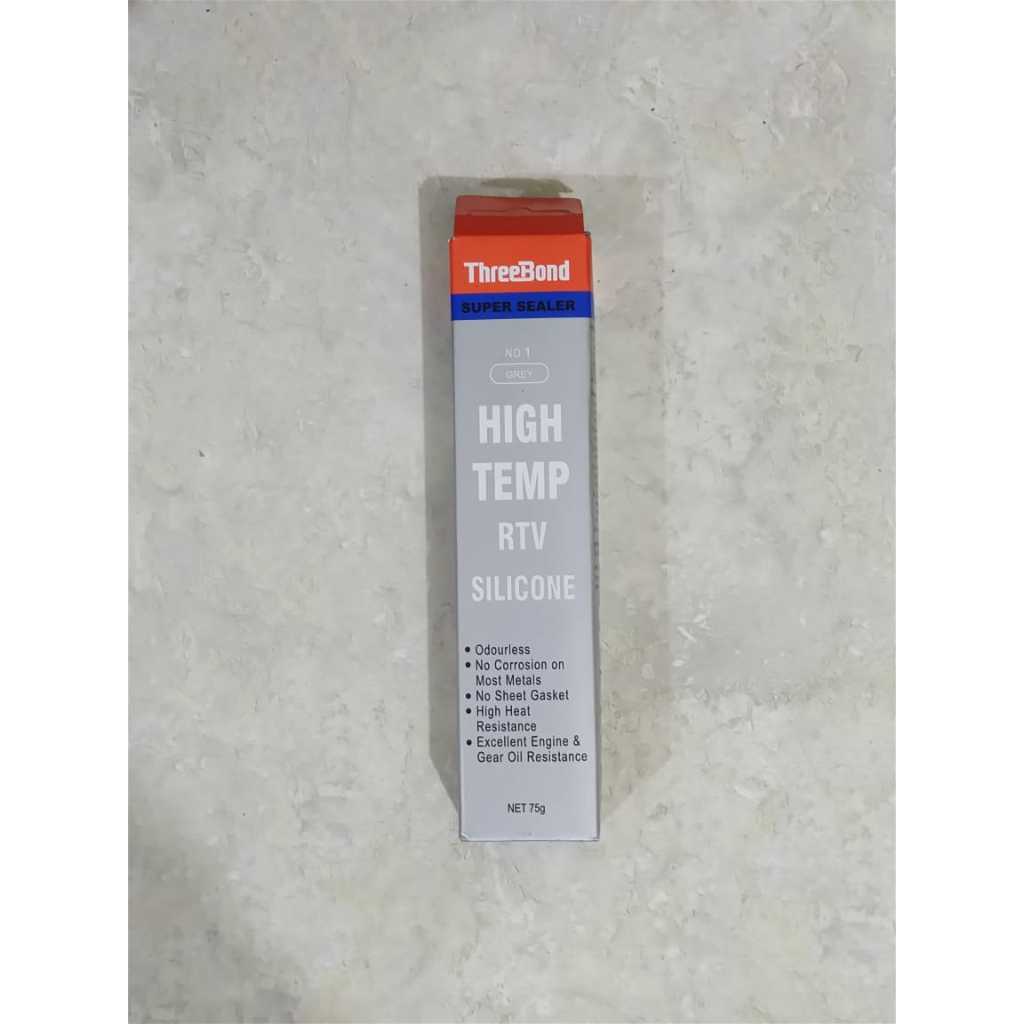 ThreeBond
SUPER SEALER
NO 1
GREY
HIGH
TEMP
RTV
SILICONE
• Odourless
• No Corrosion on
Most Metals
• No Sheet Gasket
• High Heat
Resistance
• Excellent Engine &
Gear Oil Resistance
NET 75g